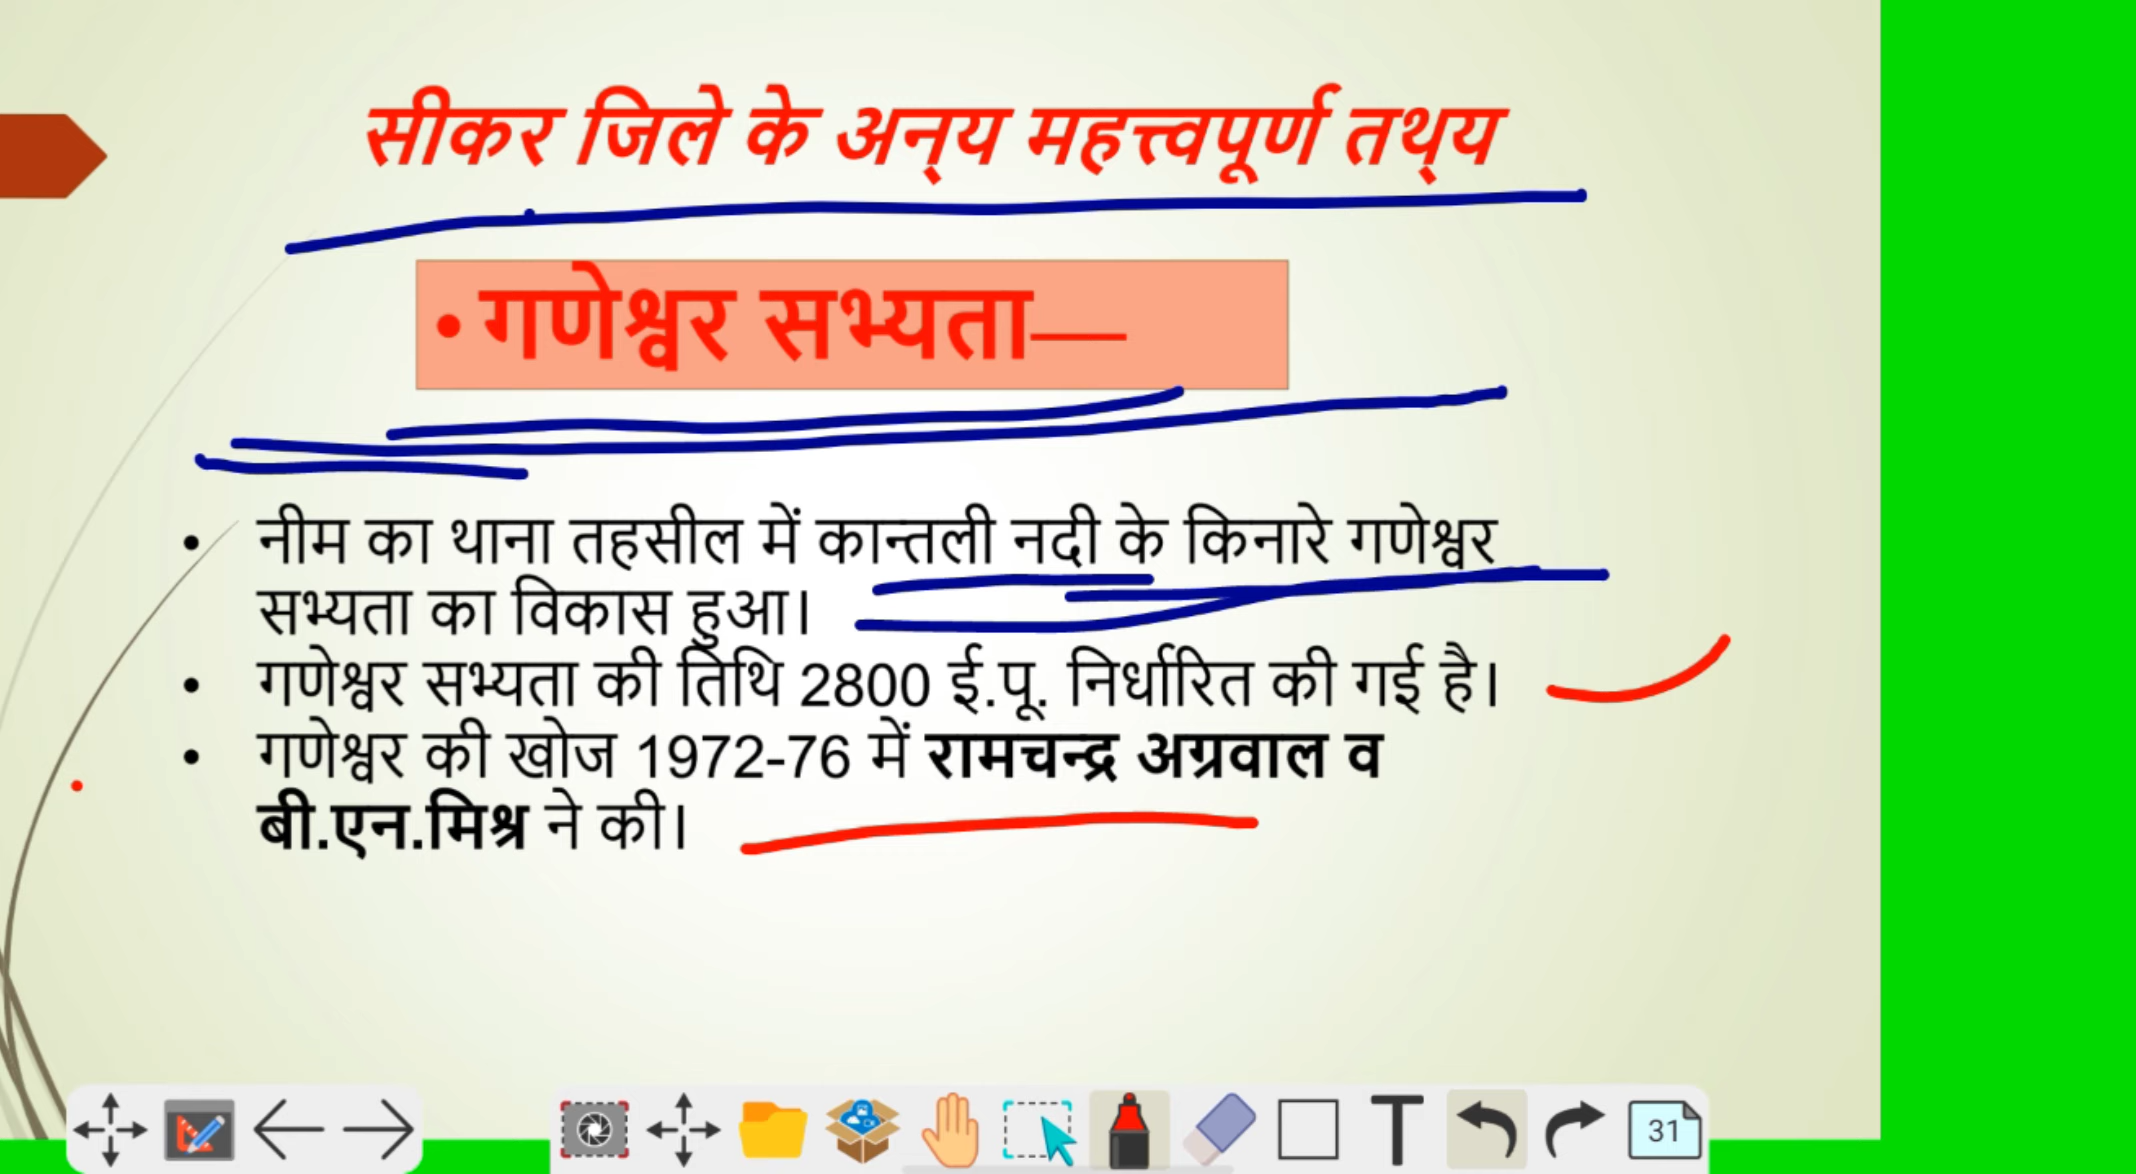 सीकर जिले के अन्‌य महत्त्वपूर्ण तथ्‌य
• गणेश्वर सभ्यता—
• नीम का थाना तहसील में कान्तली नदी के किनारे गणेश्वर
सभ्यता का विकास हुआ।
• गणेश्वर सभ्यता की तिथि 2800 ई.पू. निर्धारित की गई है।
• गणेश्वर की खोज 1972-76 में रामचन्द्र अग्रवाल व
बी.एन.मिश्र ने की।
T
31